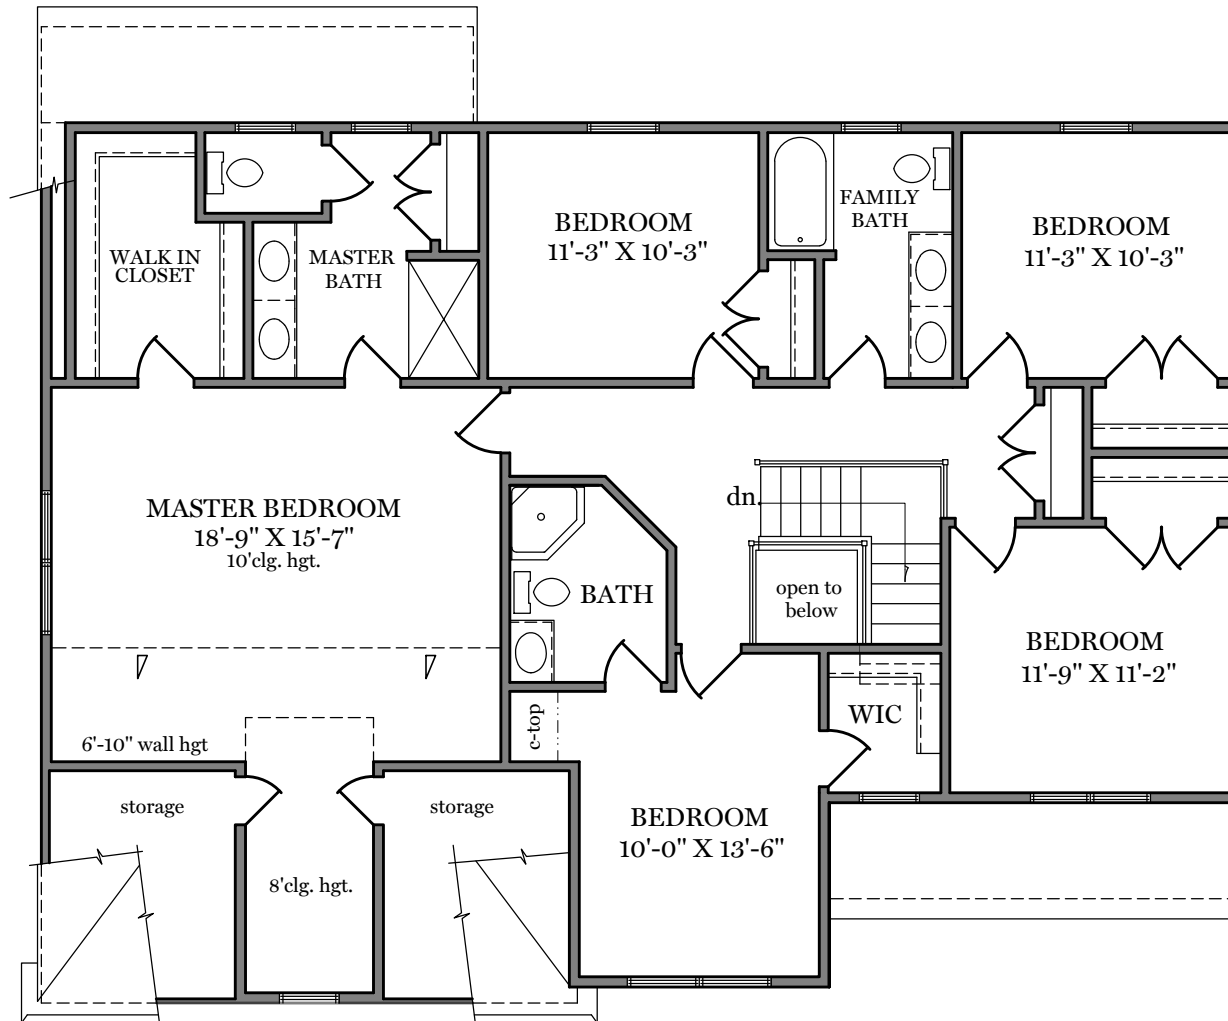 WALK IN
CLOSET
MASTER
BATH
BEDROOM
11'-3" X 10'-3"
FAMILY
BATH
BEDROOM
11'-3" X 10'-3"
MASTER BEDROOM
18'-9" X 15'-7"
10'clg. hgt.
dn.
BATH
open to
below
BEDROOM
11'-9" X 11'-2"
WIC
c-top
6'-10" wall hgt
storage
storage
BEDROOM
10'-0" X 13'-6"
8'clg. hgt.